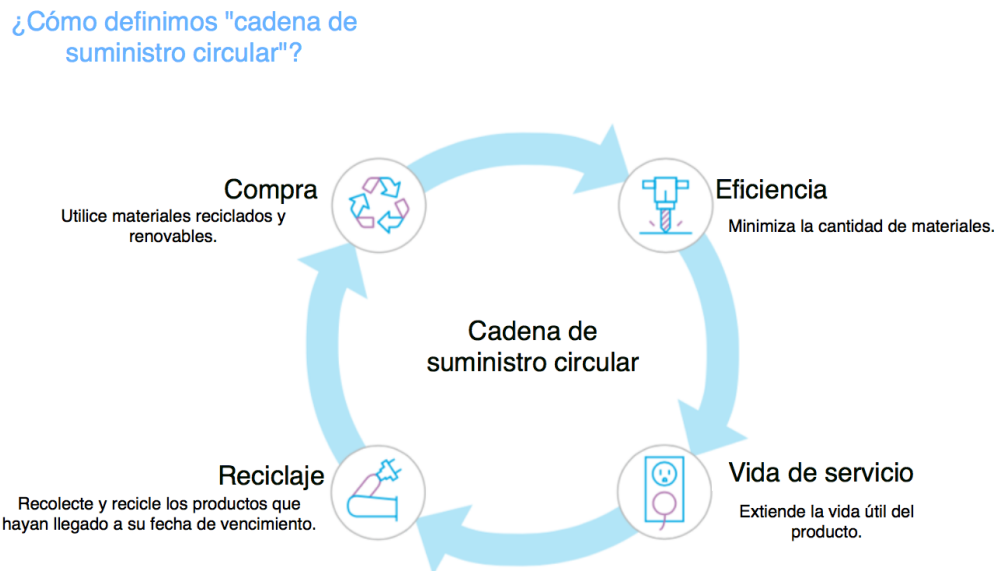 ¿Cómo definimos "cadena de
suministro circular"?
Compra
Utilice materiales reciclados y
renovables.
Eficiencia
Minimiza la cantidad de materiales.
Cadena de
suministro circular
Reciclaje
Recolecte y recicle los productos que
hayan llegado a su fecha de vencimiento.
Vida de servicio
Extiende la vida útil del
producto.